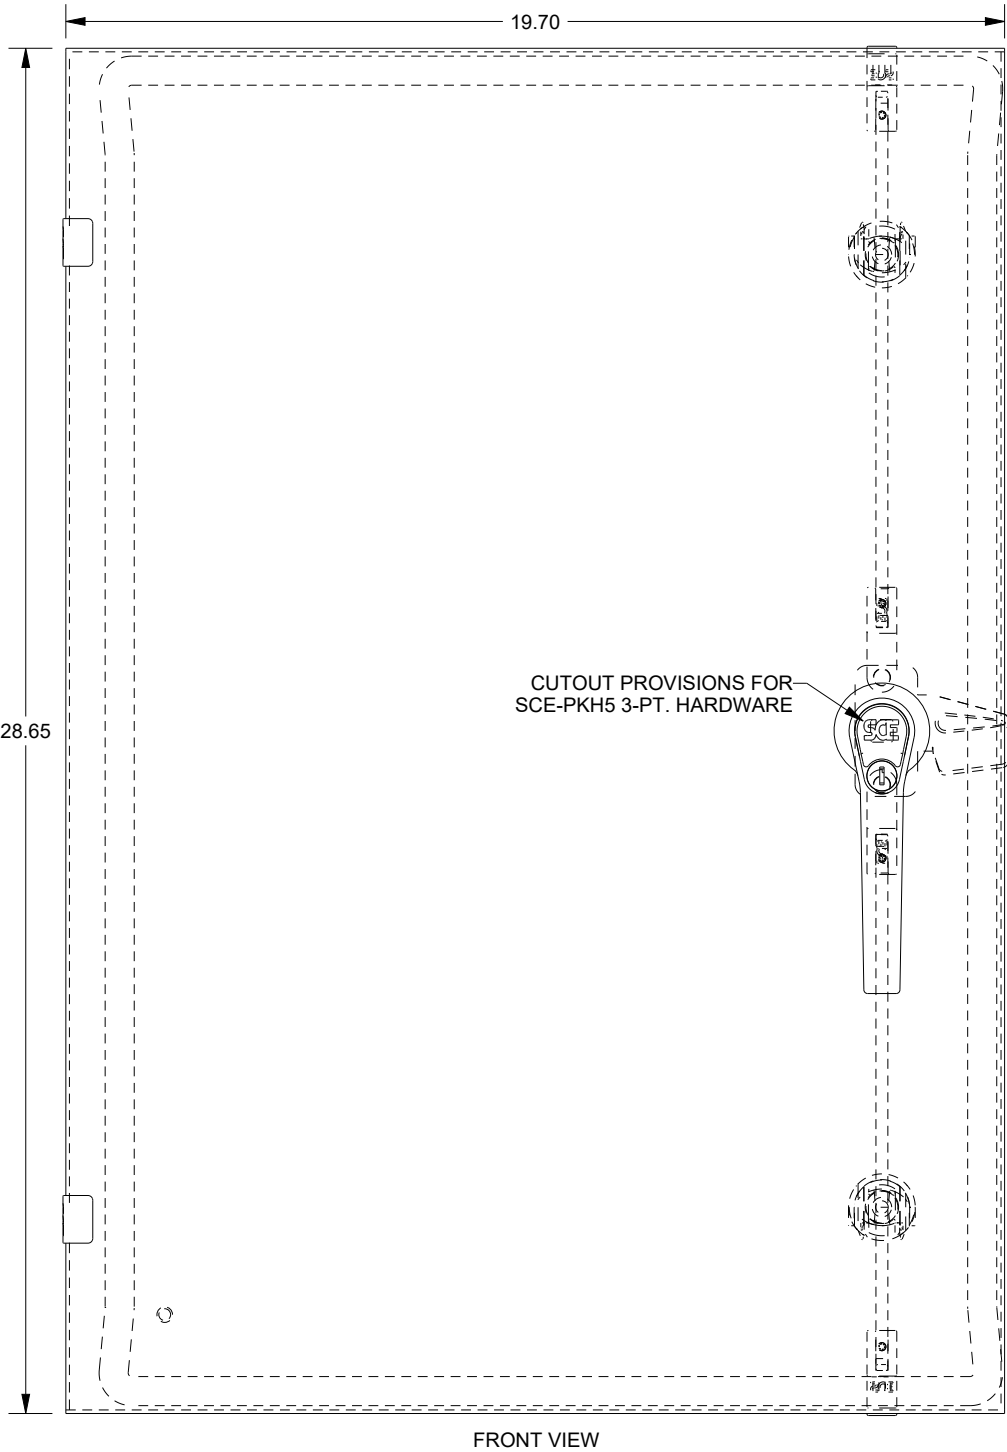 19.70
28.65
CUTOUT PROVISIONS FOR
SCE-PKH5 3-PT. HARDWARE
SCE
FRONT VIEW